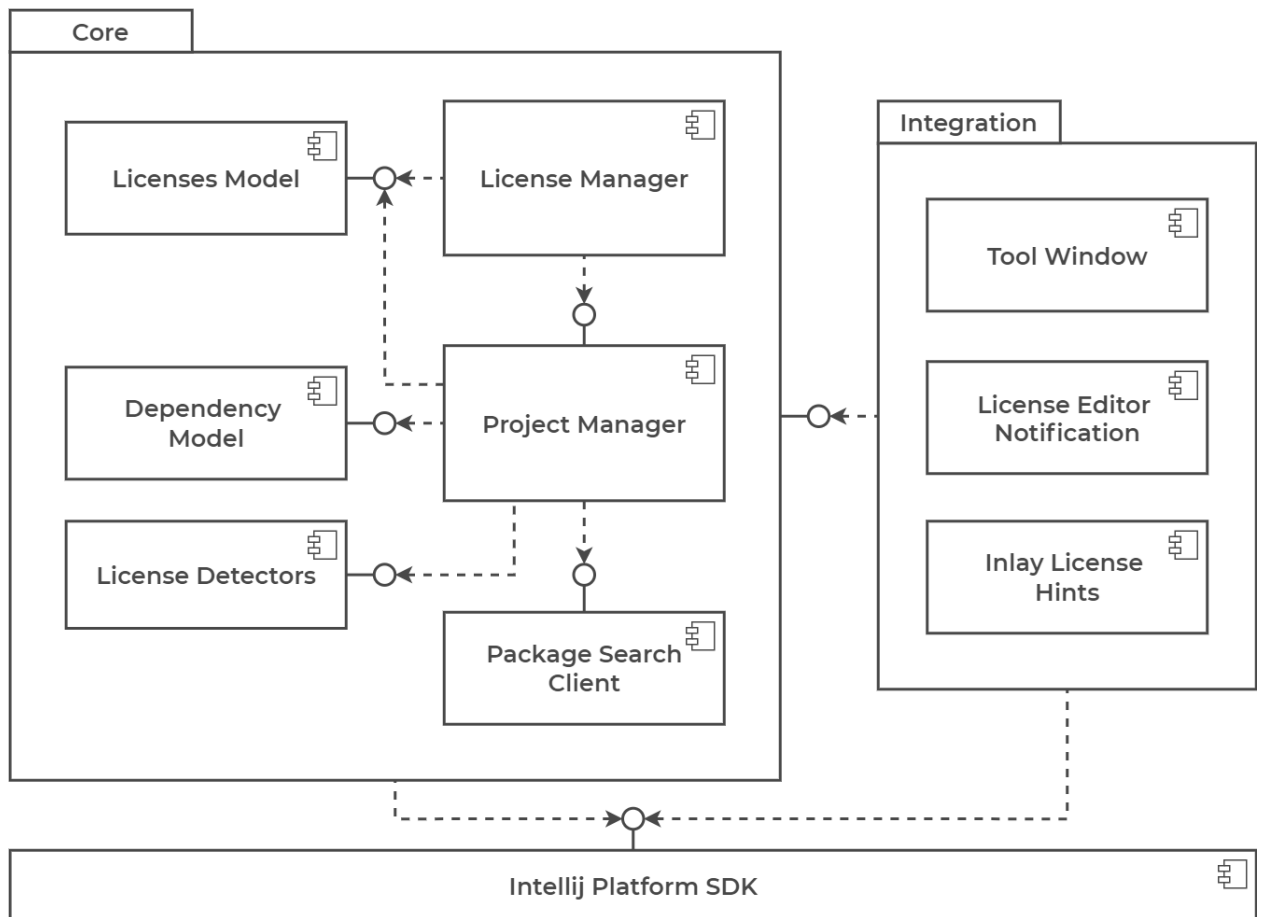 Core
Licenses Model
License Manager
Dependency
Model
Project Manager
License Detectors
Package Search
Client
Integration
Tool Window
License Editor
Notification
Inlay License
Hints
Intellij Platform SDK